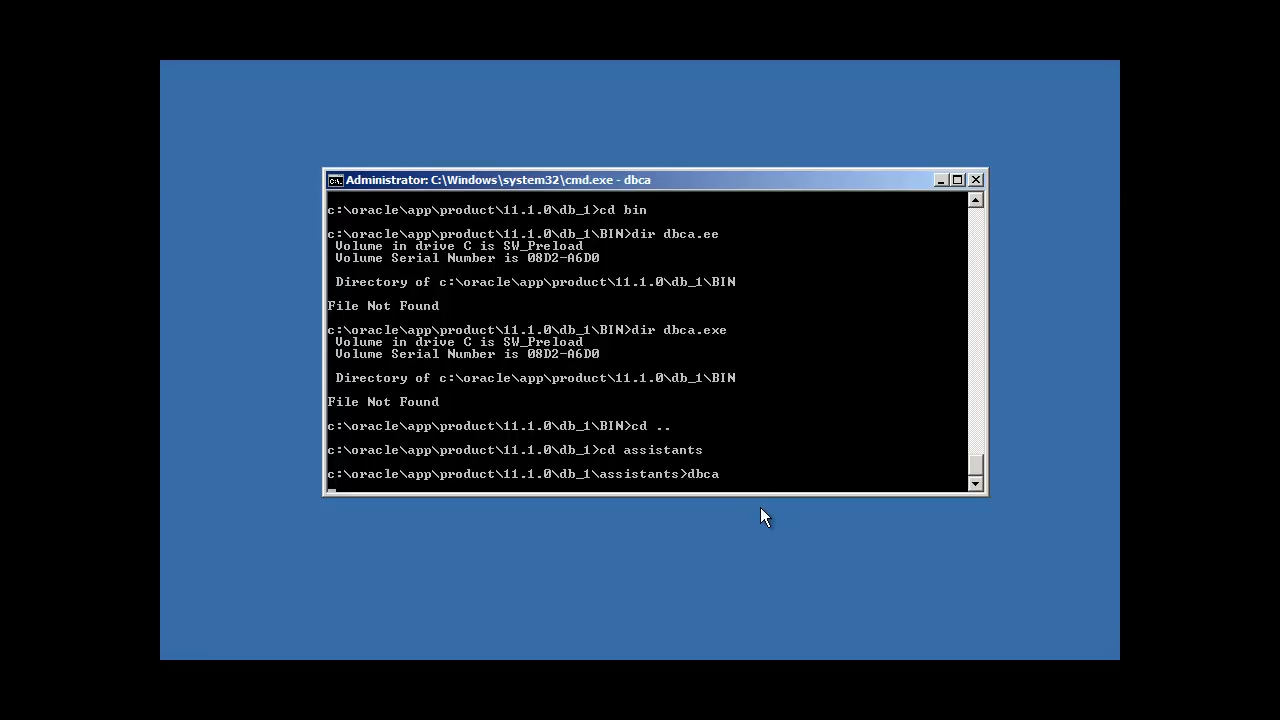 Administrator: C:\Windows\system32\cmd.exe - dbca
c:\oracle\app\product\11.1.0\db_1>cd bin
c:\oracle\app\product\11.1.0\db_1\BIN>dir dbca.ee
Volume in drive C is SW_Preload
Volume Serial Number is 08D2-A6D0
Directory of c:\oracle\app\product\11.1.0\db_1\BIN
File Not Found
c:\oracle\app\product\11.1.0\db_1\BIN>dir dbca.exe
Volume in drive C is SW_Preload
Volume Serial Number is 08D2-A6D0
Directory of c:\oracle\app\product\11.1.0\db_1\BIN
File Not Found
c:\oracle\app\product\11.1.0\db_1\BIN>cd ..
c:\oracle\app\product\11.1.0\db_1>cd assistants
c:\oracle\app\product\11.1.0\db_1\assistants>dbca